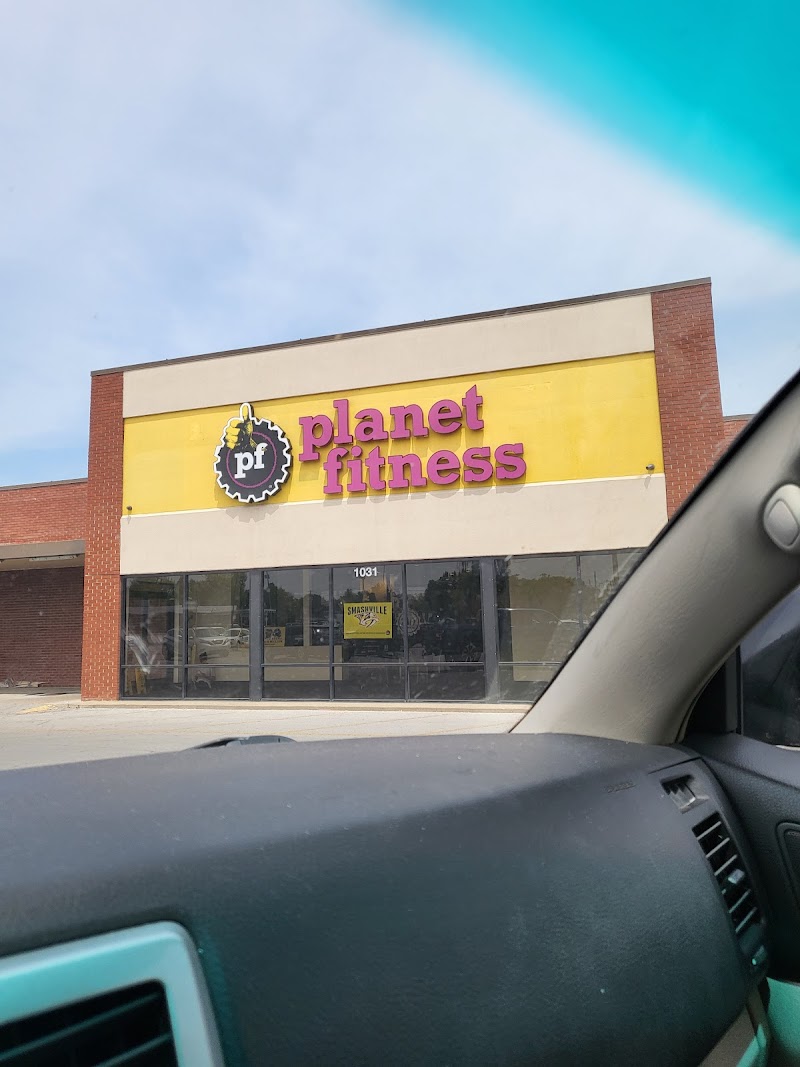 pf
planet
fitness
1031
SMASHVILLE